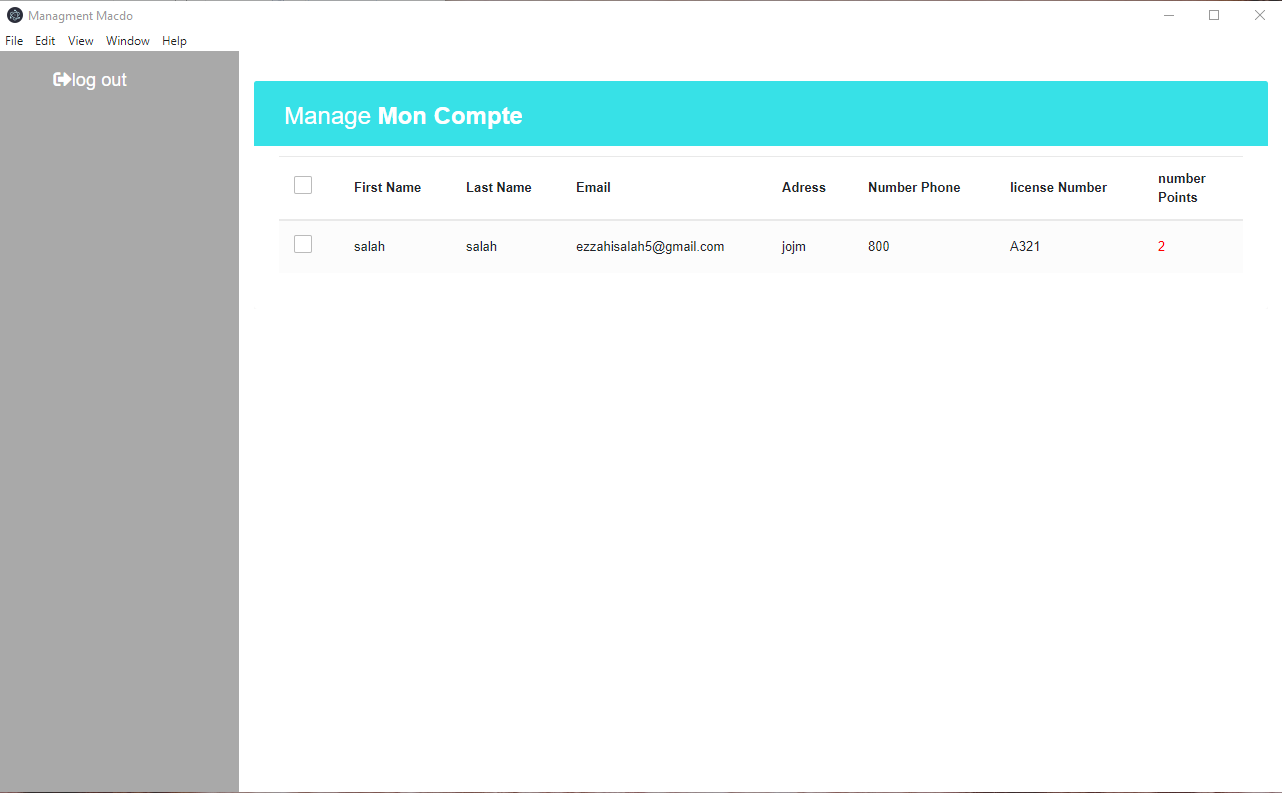 Managment Macdo
File Edit View Window Help
log out
Manage Mon Compte
First Name Last Name Email Adress Number Phone license Number number Points
salah salah ezzahisalah5@gmail.com jojm 800 A321 2